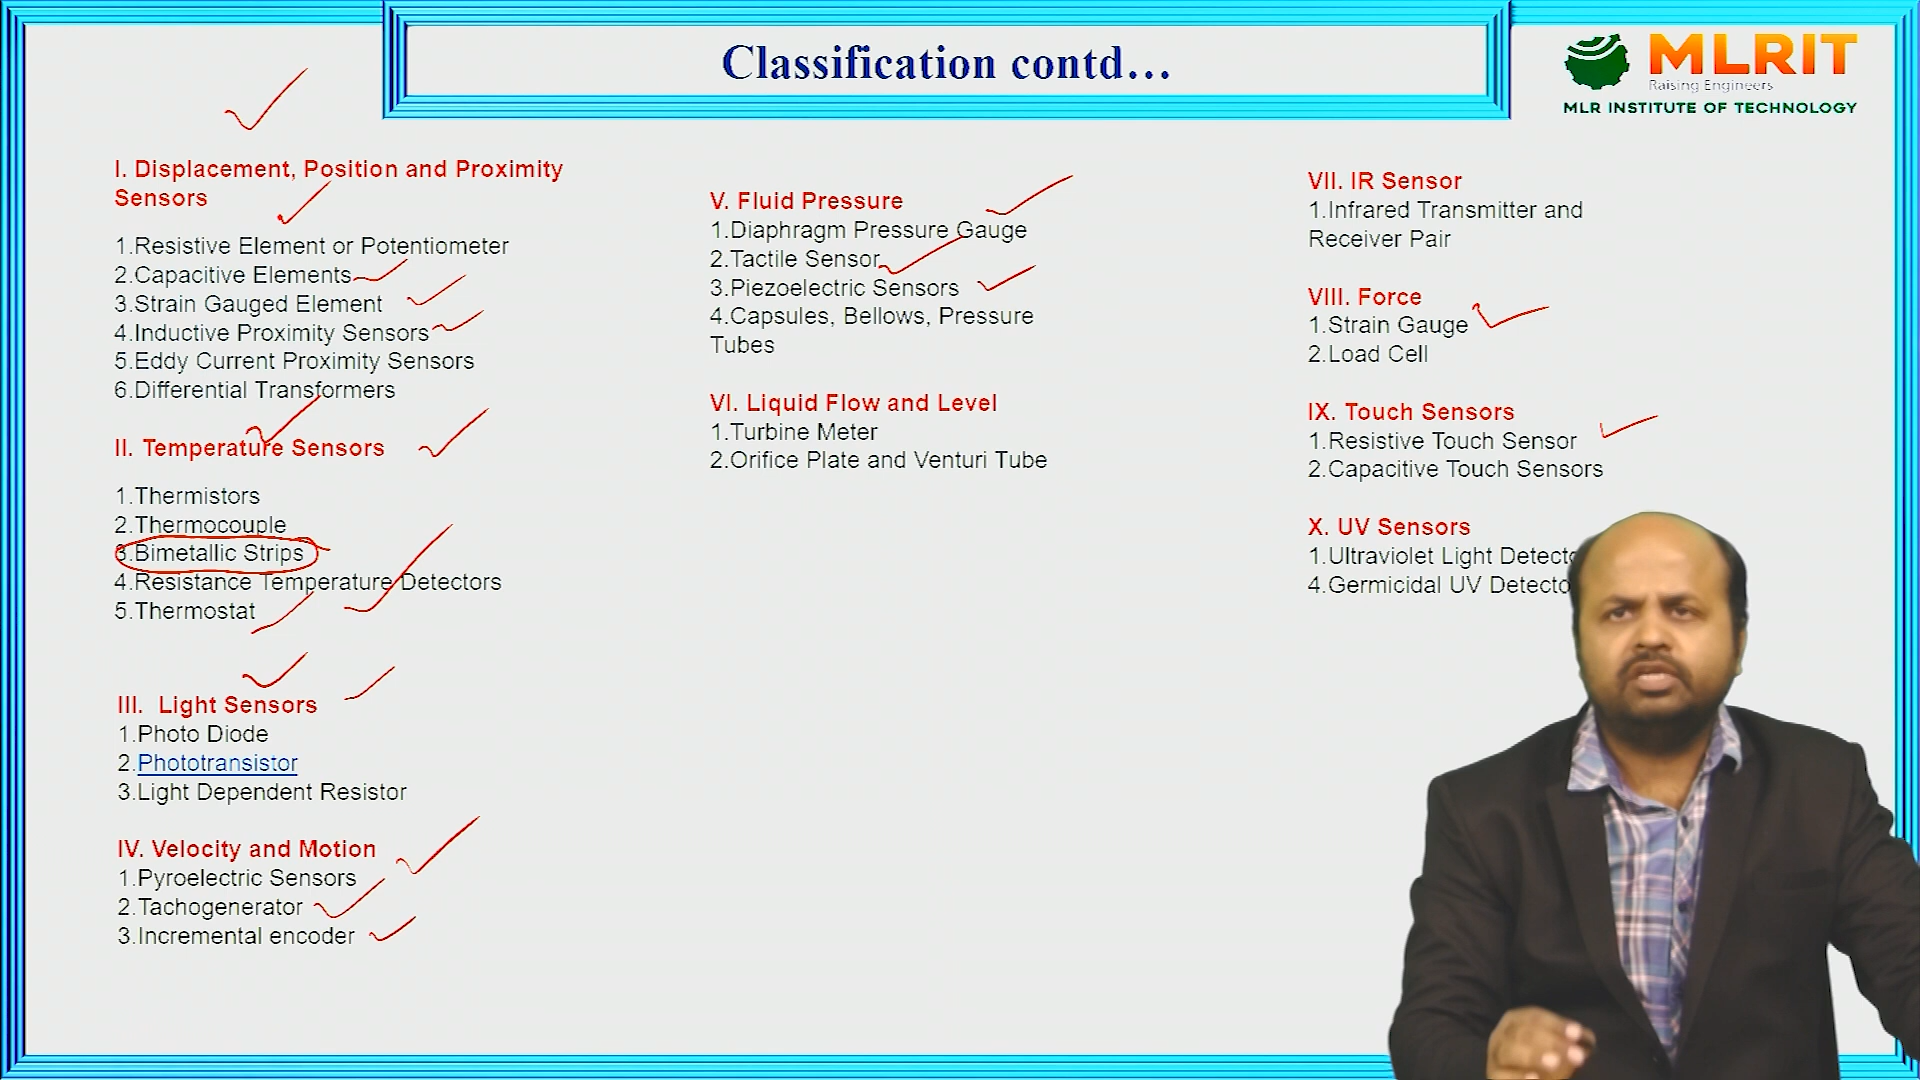 Classification contd...
MLRIT
Raising Engineers
MLR INSTITUTE OF TECHNOLOGY
I. Displacement, Position and Proximity
Sensors
1.Resistive Element or Potentiometer
2.Capacitive Elements
3.Strain Gauged Element
4.Inductive Proximity Sensors
5.Eddy Current Proximity Sensors
6.Differential Transformers
II. Temperature Sensors
1.Thermistors
2.Thermocouple
3.Bimetallic Strips
4.Resistance Temperature Detectors
5.Thermostat
III. Light Sensors
1.Photo Diode
2.Phototransistor
3.Light Dependent Resistor
IV. Velocity and Motion
1.Pyroelectric Sensors
2.Tachogenerator
3.Incremental encoder
V. Fluid Pressure
1.Diaphragm Pressure Gauge
2.Tactile Sensor
3.Piezoelectric Sensors
4.Capsules, Bellows, Pressure
Tubes
VI. Liquid Flow and Level
1.Turbine Meter
2.Orifice Plate and Venturi Tube
VII. IR Sensor
1.Infrared Transmitter and
Receiver Pair
VIII. Force
1.Strain Gauge
2.Load Cell
IX. Touch Sensors
1.Resistive Touch Sensor
2.Capacitive Touch Sensors
X. UV Sensors
1.Ultraviolet Light
4.Germicidal UV